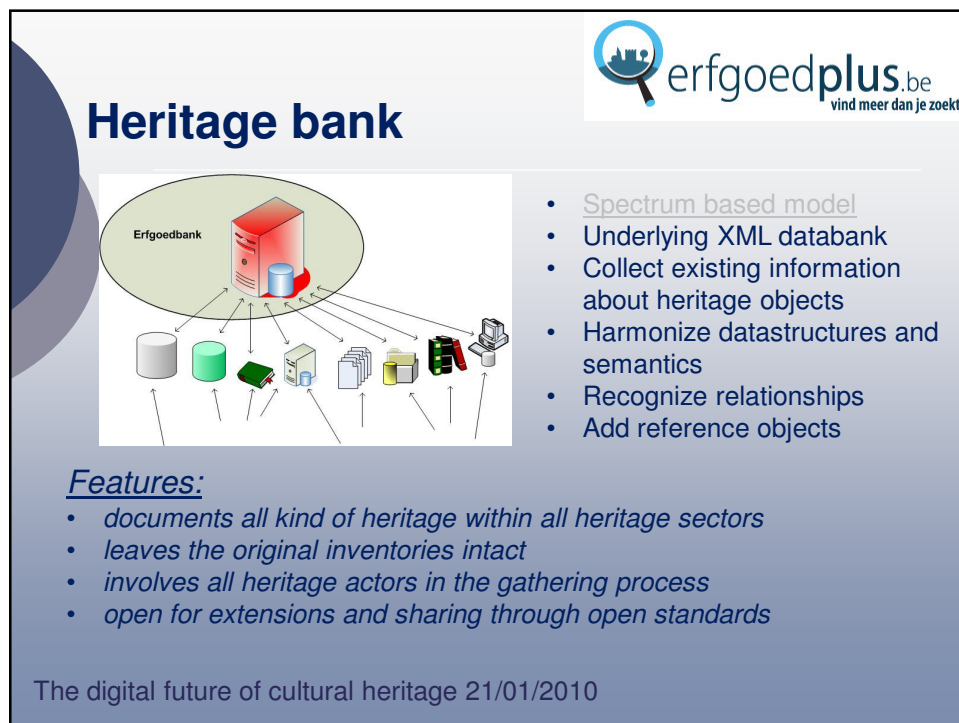 erfgoedplus.be
vind meer dan je zoekt
Heritage bank
Erfgoedbank
• Spectrum based model
• Underlying XML databank
• Collect existing information
about heritage objects
• Harmonize datastructures and
semantics
• Recognize relationships
• Add reference objects
Features:
• documents all kind of heritage within all heritage sectors
• leaves the original inventories intact
• involves all heritage actors in the gathering process
• open for extensions and sharing through open standards
The digital future of cultural heritage 21/01/2010